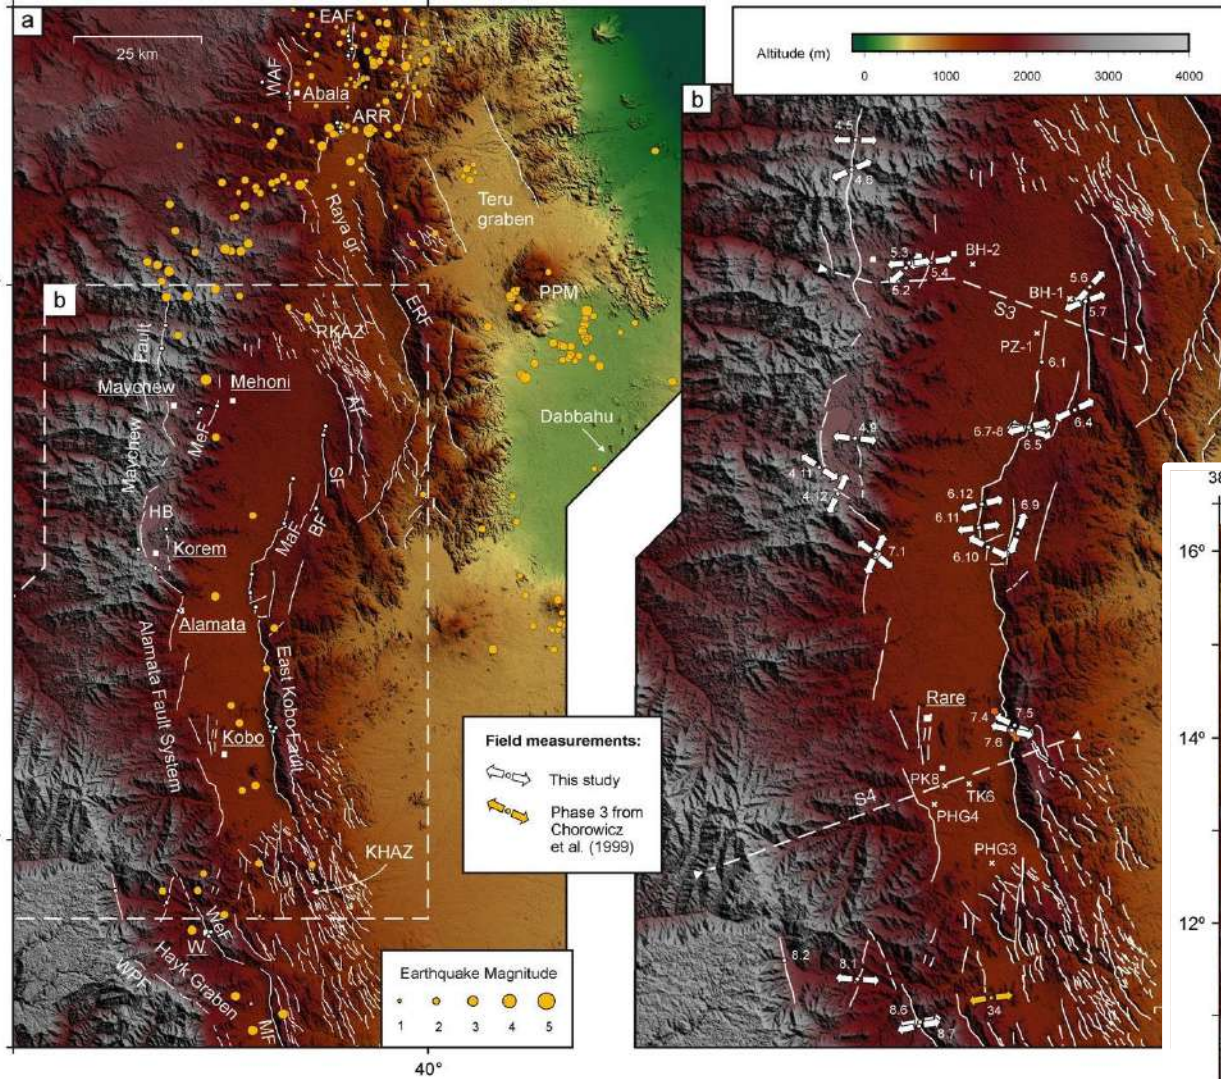 a
EAF
25 km
WAF
Abala
ARR
Raya gr.
Teru
graben
PPM
b
RKAZ
ERF
Maychew Fault
Maychew
Mehoni
MeF
AF
SF
Dabbahu
HB
MaF
BF
Korem
Alamata
Alamata Fault System
East Kobo Fault
Kobo
KHAZ
WeF
W.
Hayk Graben
WPF
MF
40°
Field measurements:
This study
Phase 3 from
Chorowicz
et al. (1999)
Earthquake Magnitude
1 2 3 4 5
Altitude (m)
0 1000 2000 3000 4000
b
4.5
4.8
5.3
BH-2
5.4
5.2
5.6
BH-1
5.7
S3
PZ-1
6.1
6.4
6.7-8
6.5
4.9
4.11
4.12
6.12
6.9
6.11
6.10
7.1
Rare
7.4
7.5
7.6
PK8
TK6
S4
PHG4
PHG3
8.2
8.1
34
8.6
8.7
38
16°
14°
12°